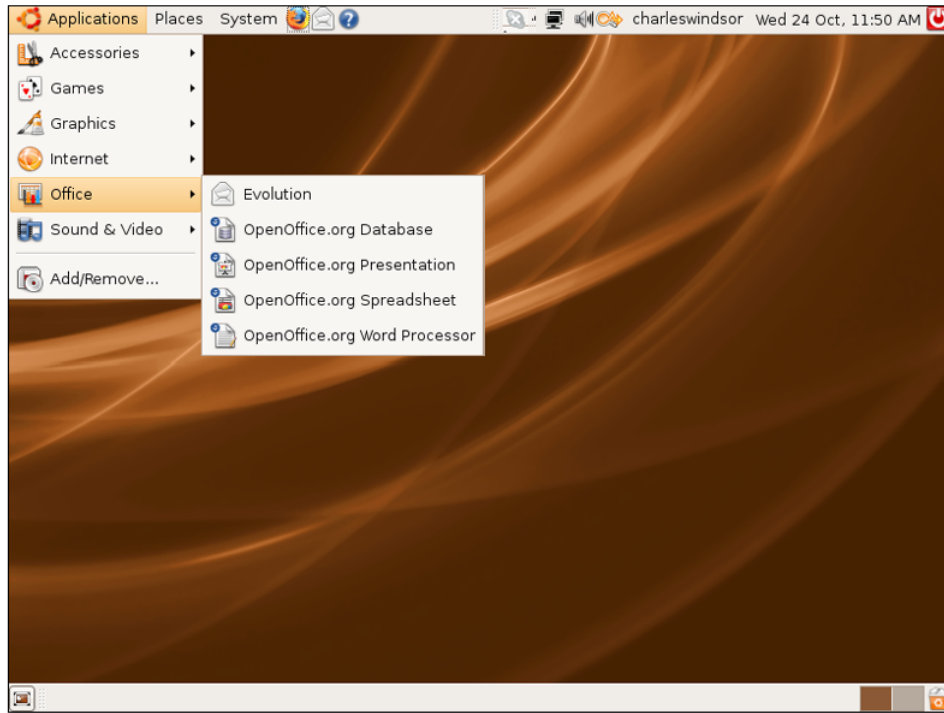 Applications Places System charleswindsor Wed 24 Oct, 11:50 AM
Accessories
Games
Graphics
Internet
Office
Sound & Video
Add/Remove...
Evolution
OpenOffice.org Database
OpenOffice.org Presentation
OpenOffice.org Spreadsheet
OpenOffice.org Word Processor